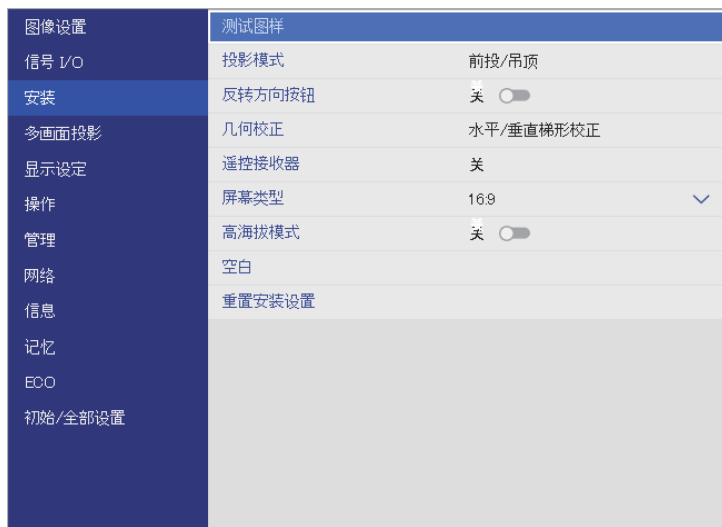 图像设置
信号 I/O
安装
多画面投影
显示设定
操作
管理
网络
信息
记忆
ECO
初始/全部设置
测试图样
投影模式 前投/吊顶
反转方向按钮 关
几何校正 水平/垂直梯形校正
遥控接收器 关
屏幕类型 16:9
高海拔模式 关
空白
重置安装设置